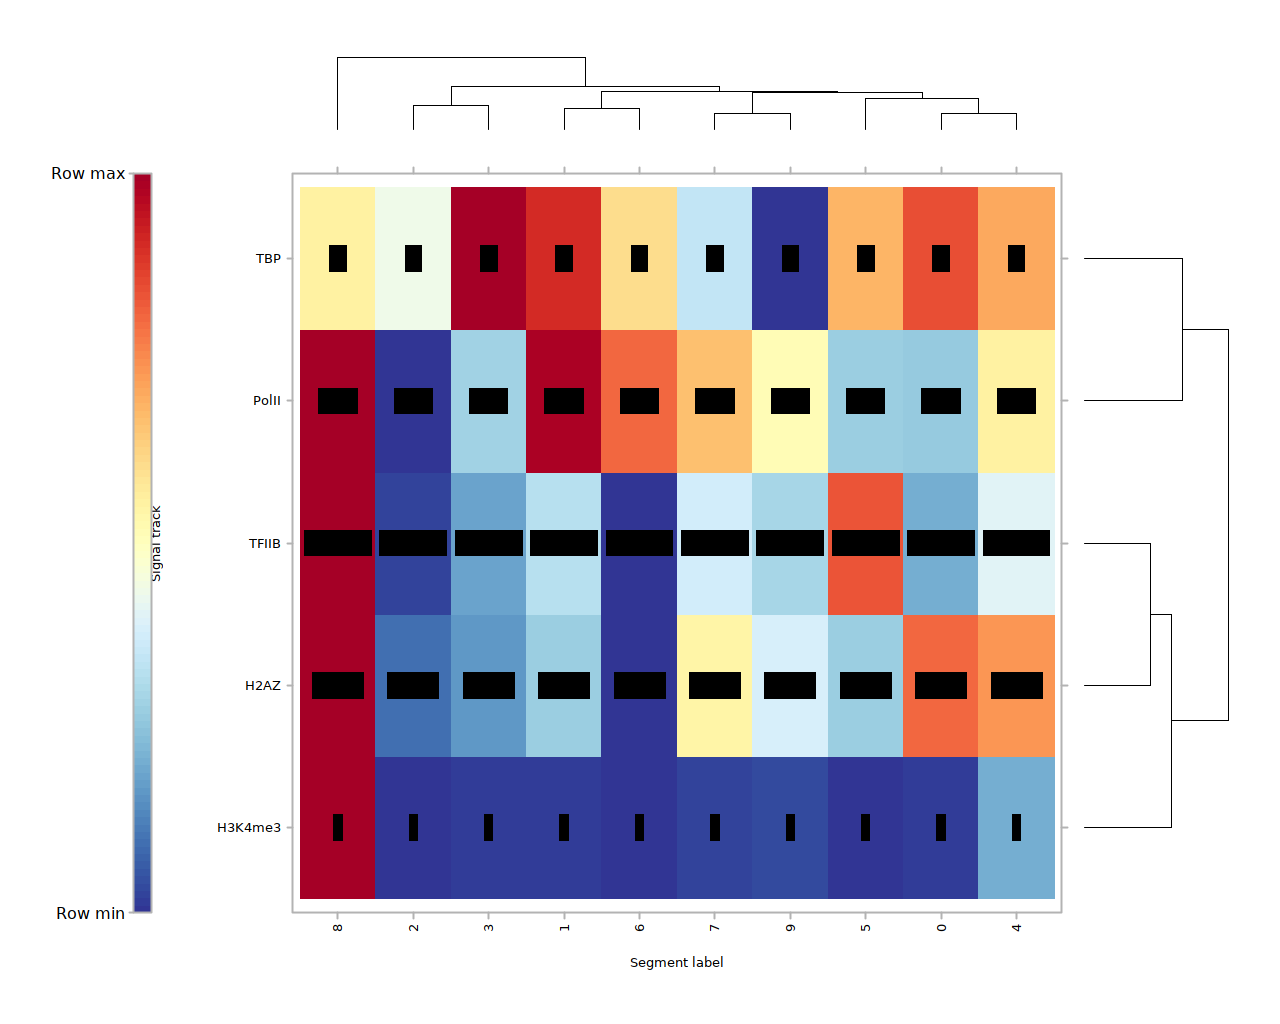 Row max
TBP
PolII
Signal track
TFIIB
H2AZ
H3K4me3
Row min
8 2 3 1 6 7 9 5 0 4
Segment label